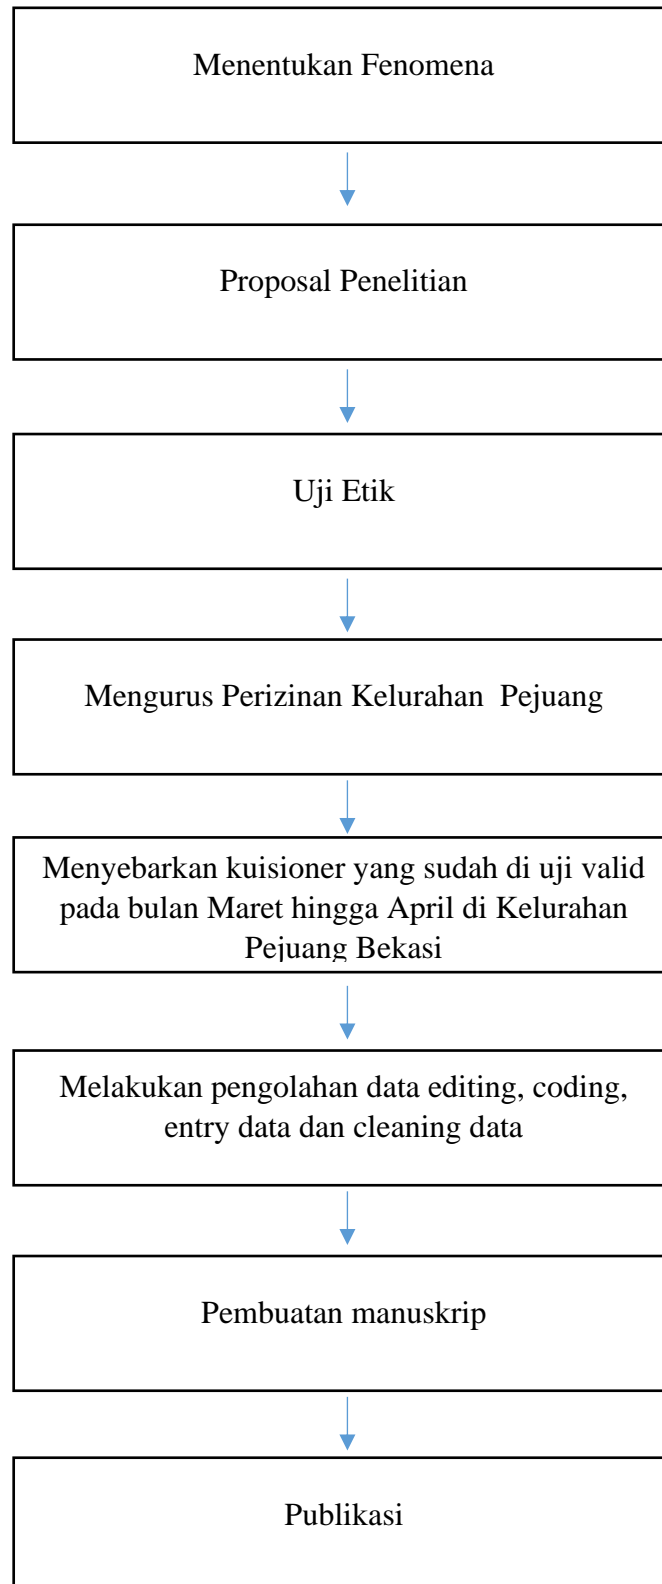 Menentukan Fenomena
Proposal Penelitian
Uji Etik
Mengurus Perizinan Kelurahan  Pejuang
Menyebarkan kuisioner yang sudah di uji valid
pada bulan Maret hingga April di Kelurahan
Pejuang Bekasi
Melakukan pengolahan data editing, coding,
entry data dan cleaning data
Pembuatan manuskrip
Publikasi